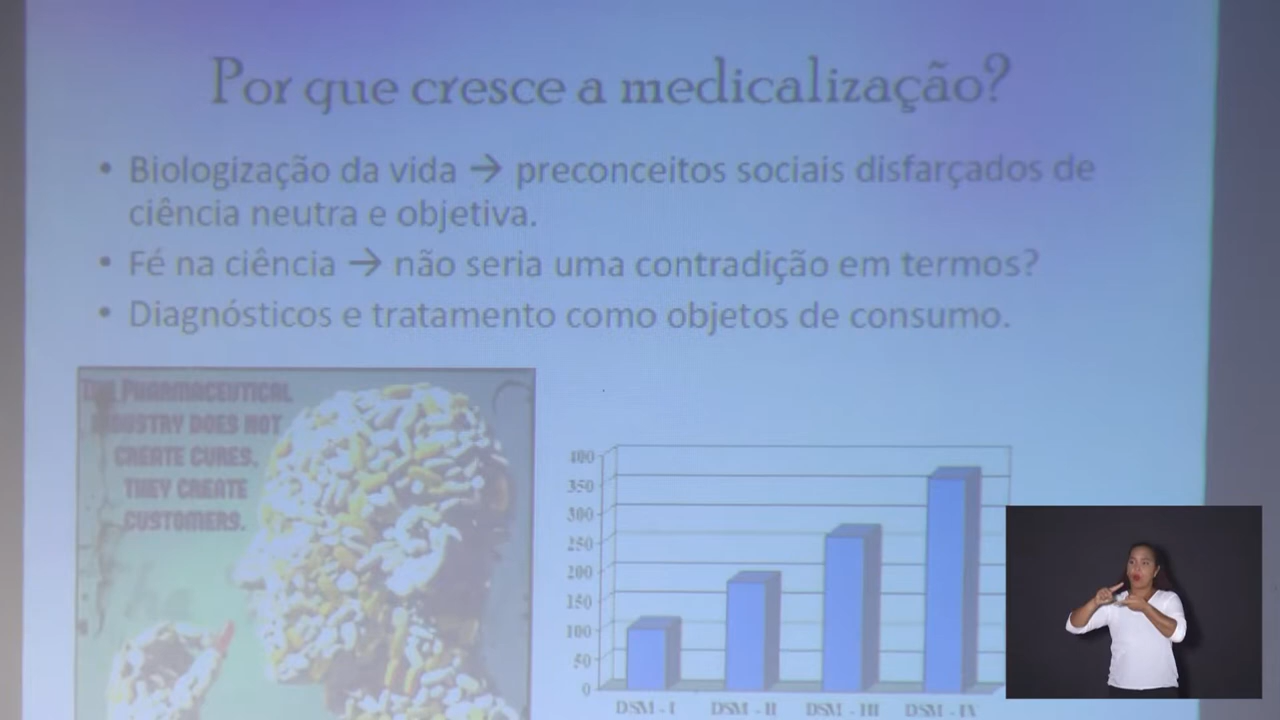 Por que cresce a medicalização?
• Biologização da vida → preconceitos sociais disfarçados de
ciência neutra e objetiva.
• Fé na ciência → não seria uma contradição em termos?
• Diagnósticos e tratamento como objetos de consumo.
THE PHARMACEUTICAL
INDUSTRY DOES NOT
CREATE CURES,
THEY CREATE
CUSTOMERS.
400
350
300
250
200
150
100
50
0
DSM - I DSM - II DSM - III DSM - IV